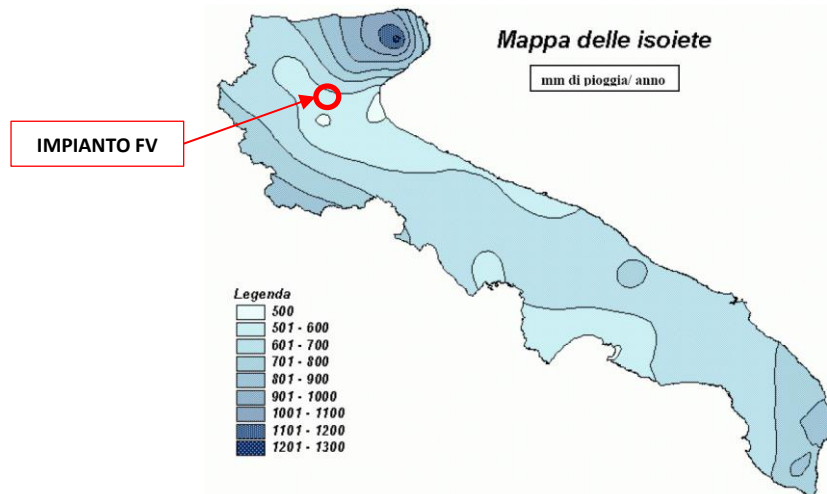 Mappa delle isoiete
mm di pioggia/ anno
IMPIANTO FV
Legenda
500
501 - 600
601 - 700
701 - 800
801 - 900
901 - 1000
1001 - 1100
1101 - 1200
1201 - 1300